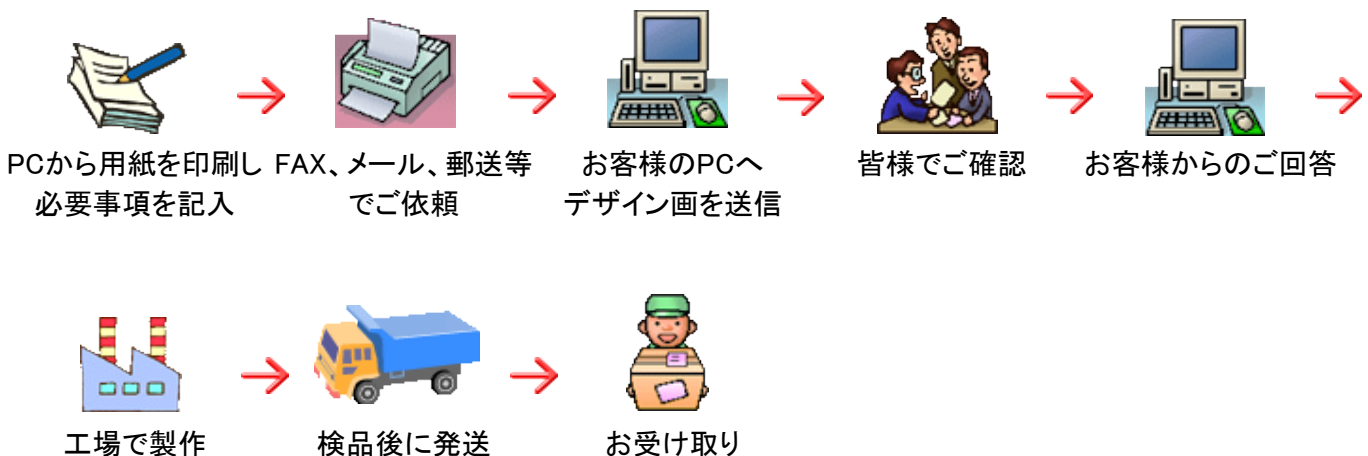 PCから用紙を印刷し
必要事項を記入
FAX、メール、郵送等
でご依頼
お客様のPCへ
デザイン画を送信
皆様でご確認
お客様からのご回答
工場で製作
検品後に発送
お受け取り